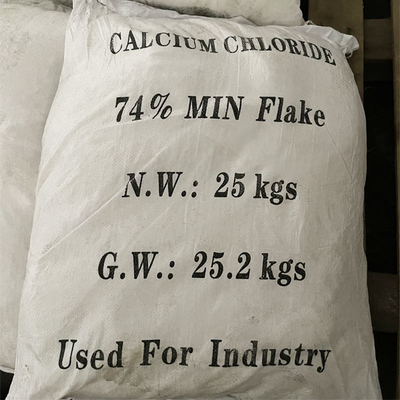 CALCIUM CHLORIDE
74% MIN Flake
N.W.: 25 kgs
G.W.: 25.2 kgs
Used For Industry